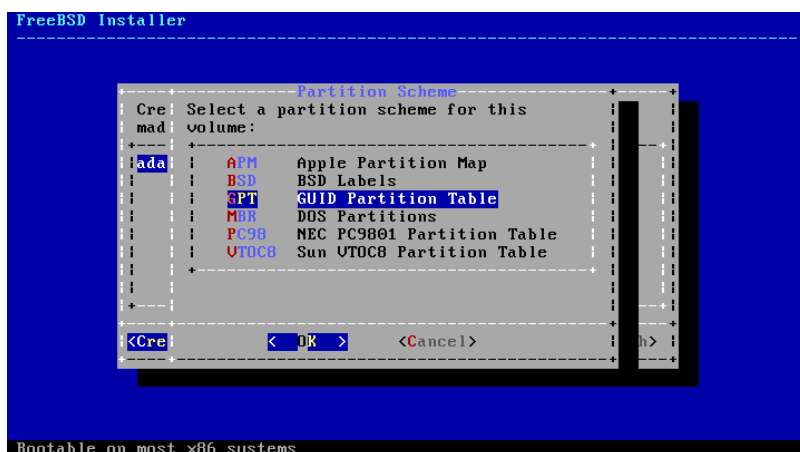 FreeBSD Installer
Partition Scheme
Cre Select a partition scheme for this
mad volume:
ada APM Apple Partition Map
BSD BSD Labels
GPT GUID Partition Table
MBR DOS Partitions
PC98 NEC PC9801 Partition Table
VTOC8 Sun VTOC8 Partition Table
<Cre < OK > <Cancel> h>
Bootable on most x86 systems